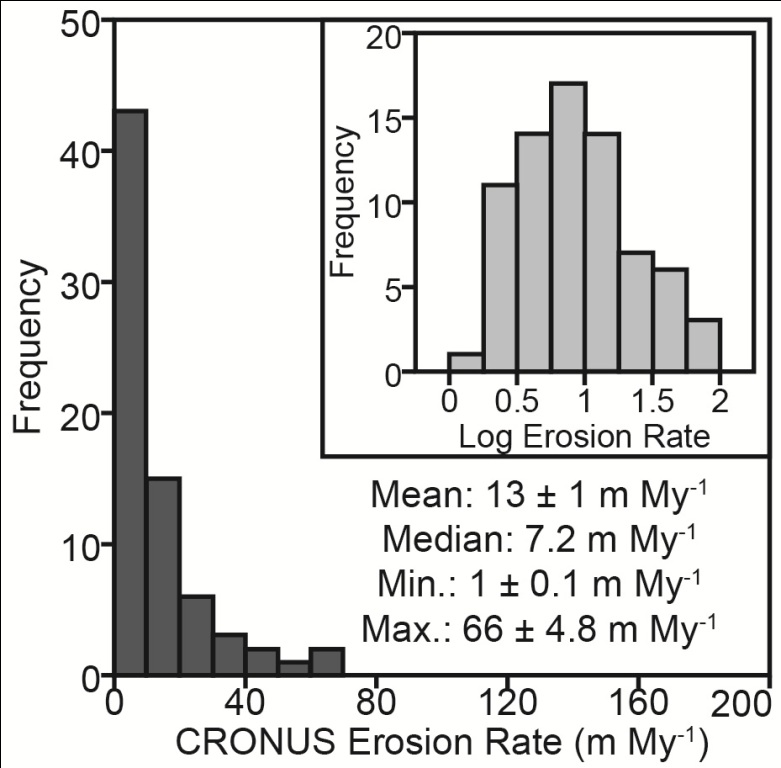 50
40
30
20
10
0
Frequency
0 40 80 120 160 200
CRONUS Erosion Rate (m My⁻¹)
20
15
10
5
0
Frequency
0 0.5 1 1.5 2
Log Erosion Rate
Mean: 13 ± 1 m My⁻¹
Median: 7.2 m My⁻¹
Min.: 1 ± 0.1 m My⁻¹
Max.: 66 ± 4.8 m My⁻¹